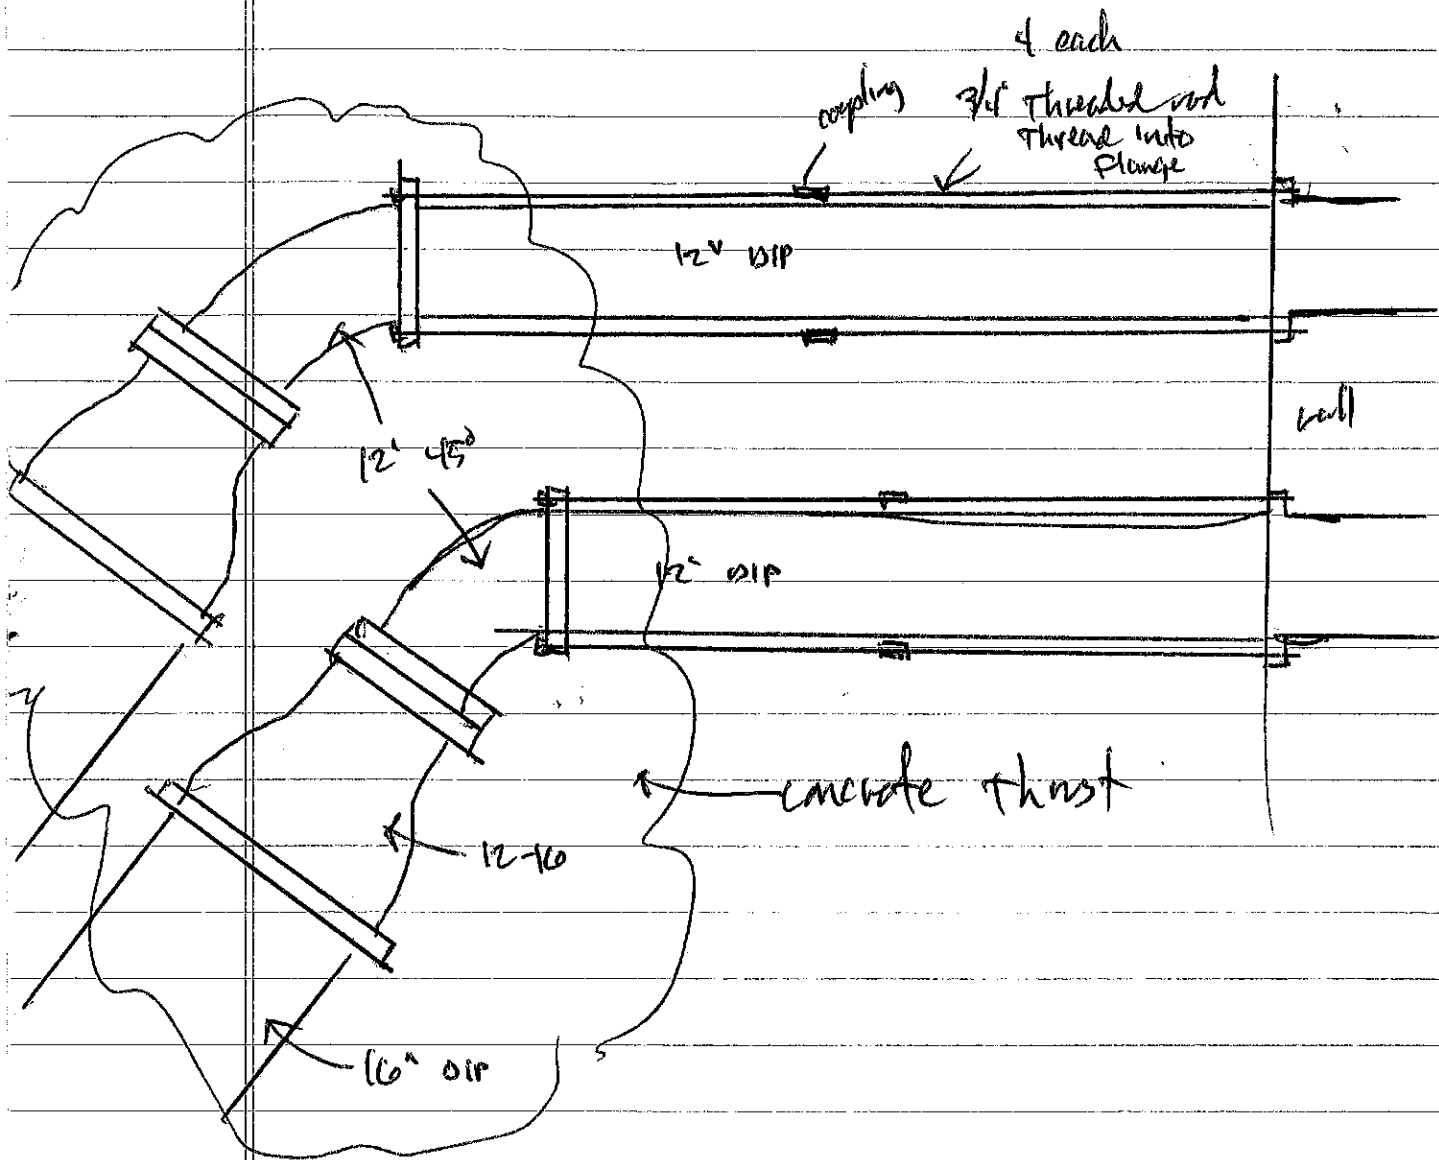 4 each
coupling
3/4" Threaded rod
Thread into
Flange
12" DIP
wall
12" 45°
12" DIP
concrete thrust
12-16
16" DIP